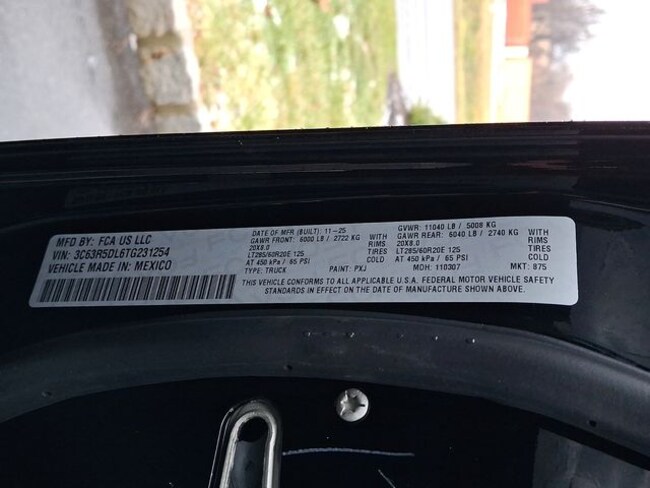 MFD BY: FCA US LLC
VIN: 3C63R5DL6TG231254
VEHICLE MADE IN: MEXICO
DATE OF MFR (BUILT): 11-25
GAWR FRONT: 6000 LB / 2722 KG WITH
20X8.0 RIMS
LT285/60R20E 125 TIRES
AT 450 kPa / 65 PSI COLD
TYPE: TRUCK PAINT: PXJ
GVWR: 11040 LB / 5008 KG
GAWR REAR: 6040 LB / 2740 KG WITH
20X8.0 RIMS
LT285/60R20E 125 TIRES
AT 450 kPa / 65 PSI COLD
MOH: 110307 MKT: 875
THIS VEHICLE CONFORMS TO ALL APPLICABLE U.S.A. FEDERAL MOTOR VEHICLE SAFETY
STANDARDS IN EFFECT ON THE DATE OF MANUFACTURE SHOWN ABOVE.